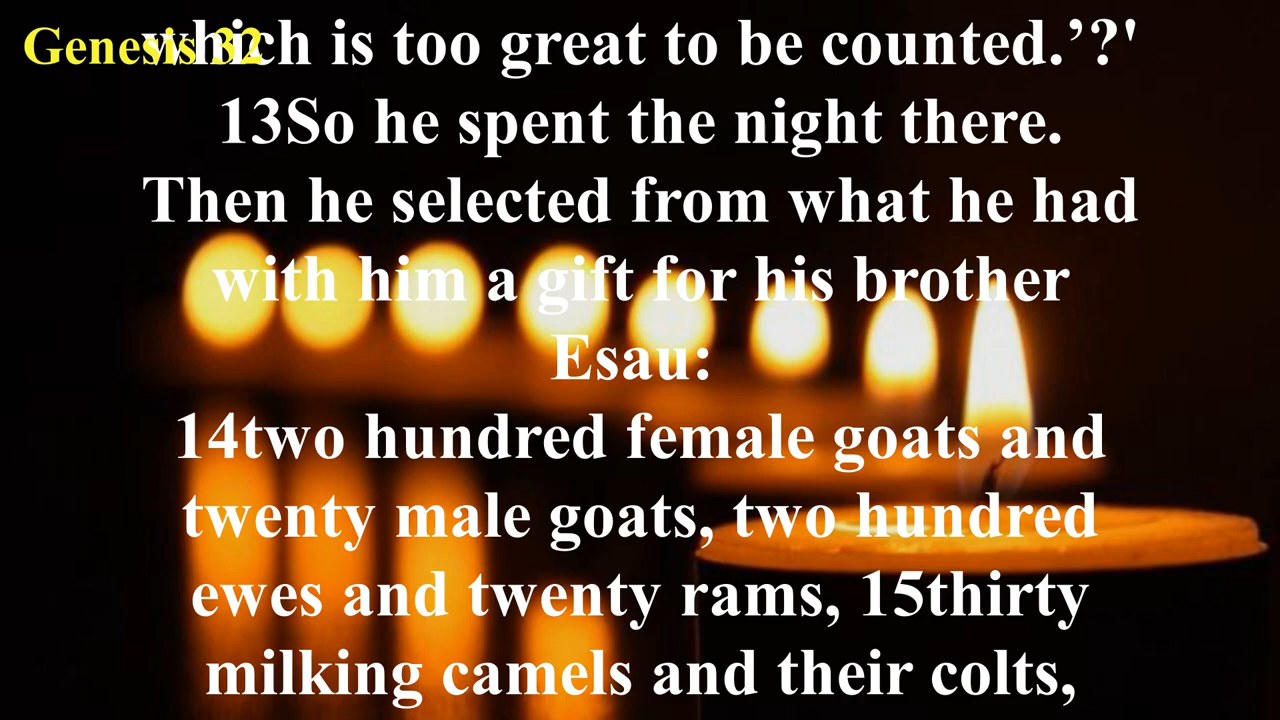 Genesis 32
which is too great to be counted.’?'
13So he spent the night there.
Then he selected from what he had
with him a gift for his brother
Esau:
14two hundred female goats and
twenty male goats, two hundred
ewes and twenty rams, 15thirty
milking camels and their colts,